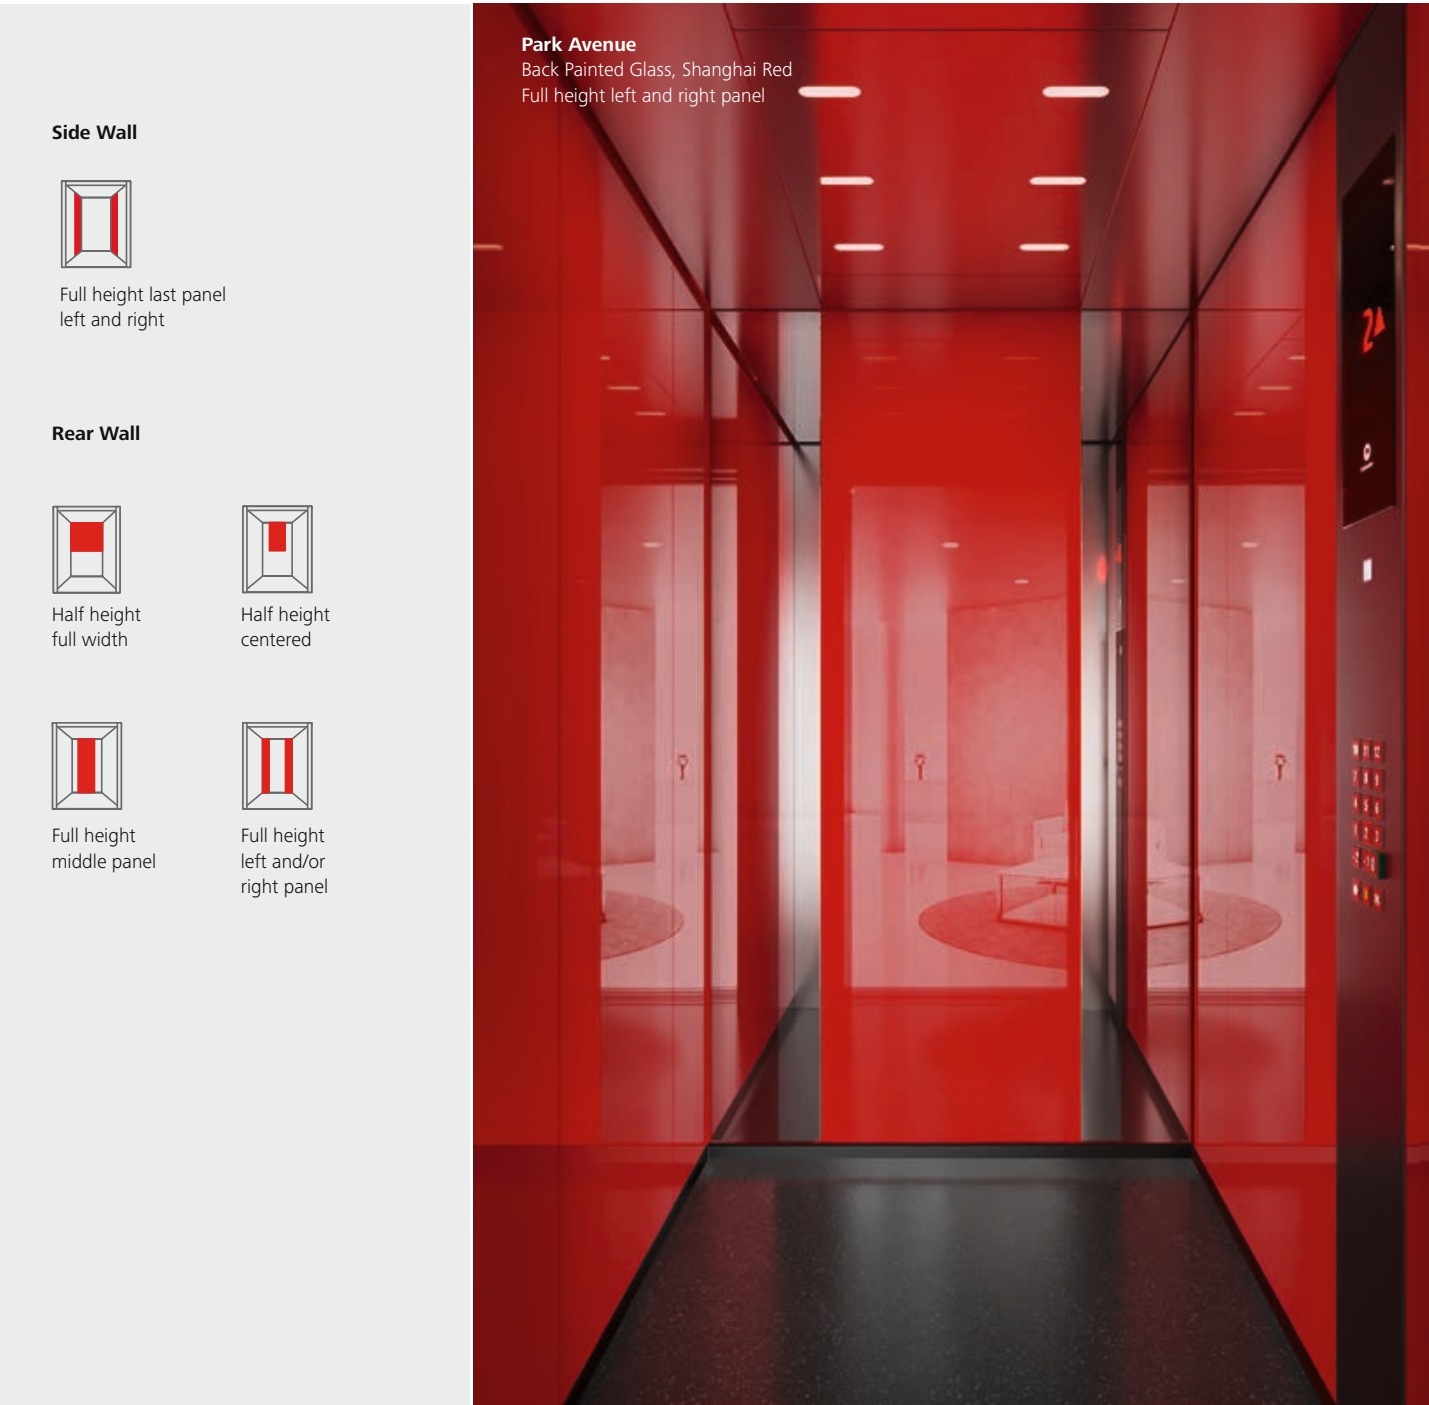 Side Wall
Full height last panel
left and right
Rear Wall
Half height
full width
Half height
centered
Full height
middle panel
Full height
left and/or
right panel
Park Avenue
Back Painted Glass, Shanghai Red
Full height left and right panel
2